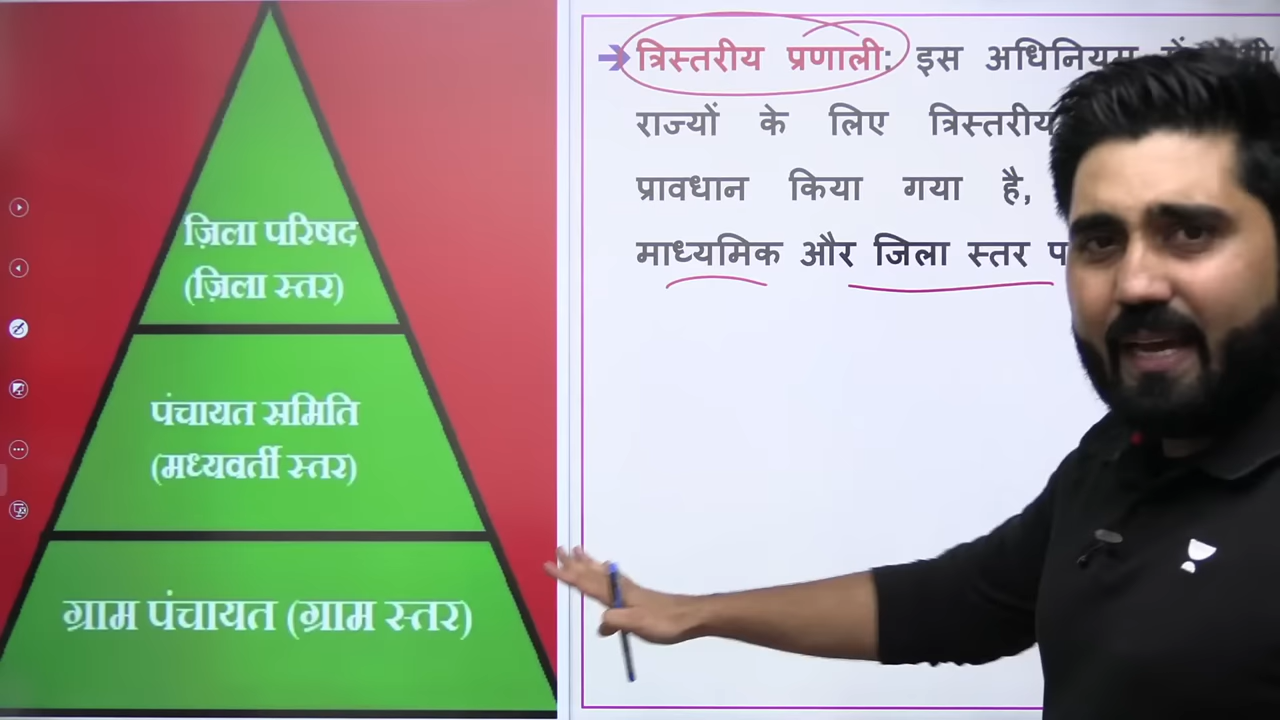 ज़िला परिषद
(ज़िला स्तर)
पंचायत समिति
(मध्यवर्ती स्तर)
ग्राम पंचायत (ग्राम स्तर)
त्रिस्तरीय प्रणाली: इस अधिनियम
राज्यों के लिए त्रिस्तरीय
प्रावधान किया गया है,
माध्यमिक और जिला स्तर